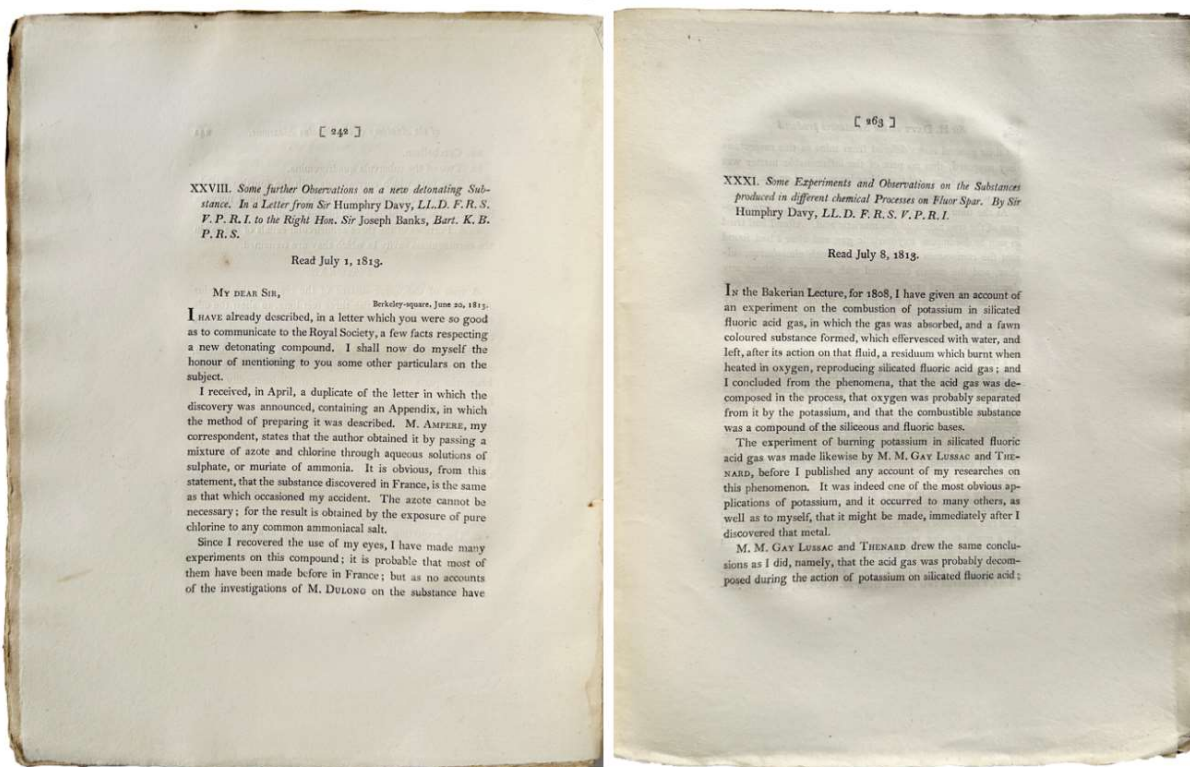 [ 242 ]
XXVIII. Some further Observations on a new detonating Sub-
stance. In a Letter from Sir Humphry Davy, LL.D. F. R. S.
V. P. R. I. to the Right Hon. Sir Joseph Banks, Bart. K. B.
P. R. S.
Read July 1, 1813.
MY DEAR SIR,
Berkeley-square, June 20, 1813.
I HAVE already described, in a letter which you were so good
as to communicate to the Royal Society, a few facts respecting
a new detonating compound. I shall now do myself the
honour of mentioning to you some other particulars on the
subject.
I received, in April, a duplicate of the letter in which the
discovery was announced, containing an Appendix, in which
the method of preparing it was described. M. AMPERE, my
correspondent, states that the author obtained it by passing a
mixture of azote and chlorine through aqueous solutions of
sulphate, or muriate of ammonia. It is obvious, from this
statement, that the substance discovered in France, is the same
as that which occasioned my accident. The azote cannot be
necessary; for the result is obtained by the exposure of pure
chlorine to any common ammoniacal salt.
Since I recovered the use of my eyes, I have made many
experiments on this compound; it is probable that most of
them have been made before in France; but as no accounts
of the investigations of M. DULONG on the substance have
[ 263 ]
XXXI. Some Experiments and Observations on the Substances
produced in different chemical Processes on Fluor Spar. By Sir
Humphry Davy, LL.D. F. R. S. V. P. R. I.
Read July 8, 1813.
IN the Bakerian Lecture, for 1808, I have given an account of
an experiment on the combustion of potassium in silicated
fluoric acid gas, in which the gas was absorbed, and a fawn
coloured substance formed, which effervesced with water, and
left, after its action on that fluid, a residuum which burnt when
heated in oxygen, reproducing silicated fluoric acid gas; and
I concluded from the phenomena, that the acid gas was de-
composed in the process, that oxygen was probably separated
from it by the potassium, and that the combustible substance
was a compound of the siliceous and fluoric bases.
The experiment of burning potassium in silicated fluoric
acid gas was made likewise by M. M. GAY LUSSAC and THE-
NARD, before I published any account of my researches on
this phenomenon. It was indeed one of the most obvious ap-
plications of potassium, and it occurred to many others, as
well as to myself, that it might be made, immediately after I
discovered that metal.
M. M. GAY LUSSAC and THENARD drew the same conclu-
sions as I did, namely, that the acid gas was probably decom-
posed during the action of potassium on silicated fluoric acid;